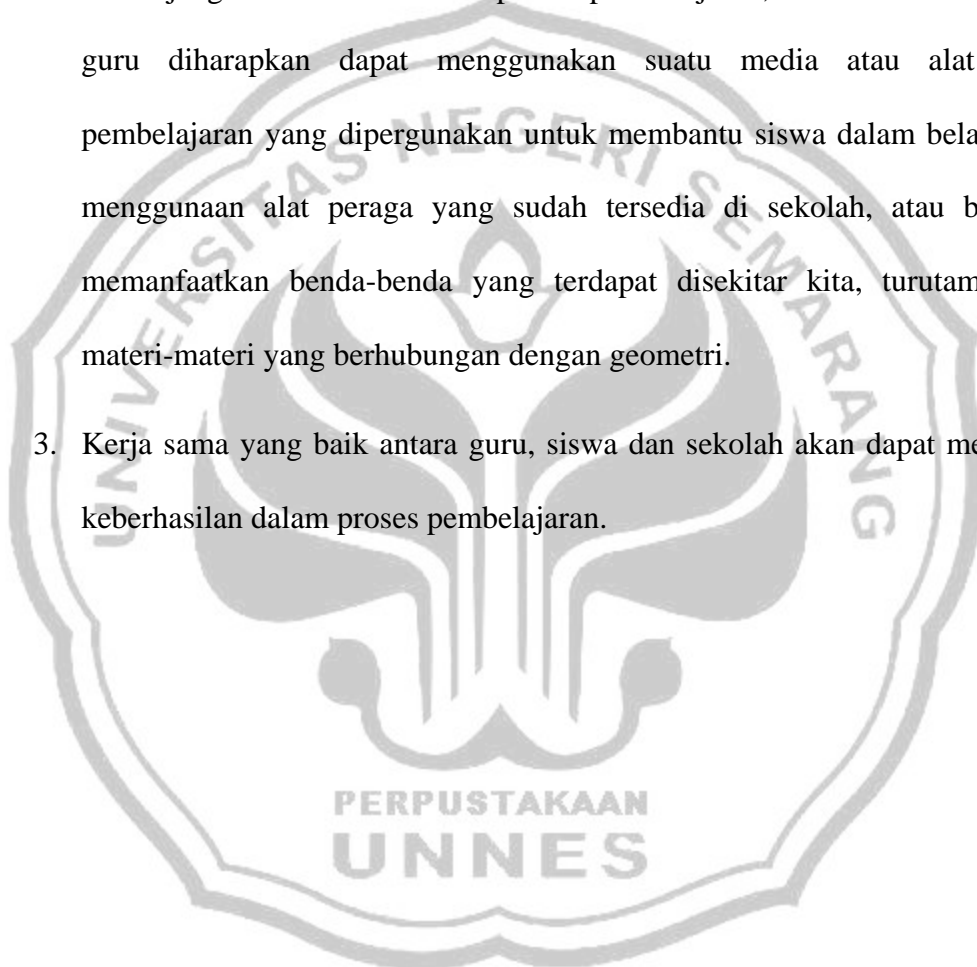 guru diharapkan dapat menggunakan suatu media atau alat
pembelajaran yang dipergunakan untuk membantu siswa dalam
menggunaan alat peraga yang sudah tersedia di sekolah, atau
memanfaatkan benda-benda yang terdapat disekitar kita,
materi-materi yang berhubungan dengan geometri.
3. Kerja sama yang baik antara guru, siswa dan sekolah akan dapat
keberhasilan dalam proses pembelajaran.
UNIVERSITAS NEGERI SEMARANG
PERPUSTAKAAN
UNNES